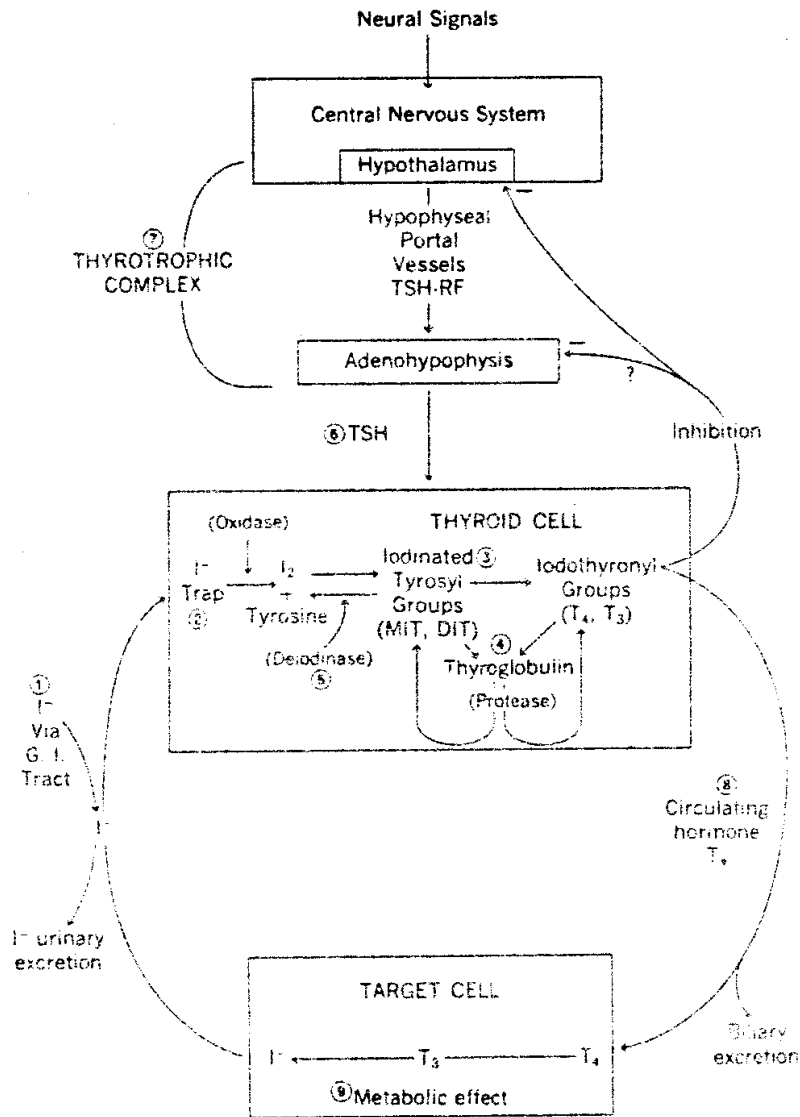 Neural Signals
Central Nervous System
Hypothalamus
−
Hypophyseal
Portal
Vessels
TSH-RF
⑦
THYROTROPHIC
COMPLEX
−
Adenohypophysis
?
⑥ TSH
Inhibition
THYROID CELL
(Oxidase)
I⁻
Trap
②
I₂
+
Tyrosine
Iodinated ③
Tyrosyl
Groups
(MIT, DIT)
Iodothyronyl
Groups
(T₄, T₃)
(Deiodinase)
⑤
④
Thyroglobulin
(Protease)
①
I⁻
Via
G. I.
Tract
I⁻
I⁻ urinary
excretion
⑧
Circulating
hormone
Biliary
excretion
TARGET CELL
I⁻
T₃
T₄
⑨ Metabolic effect